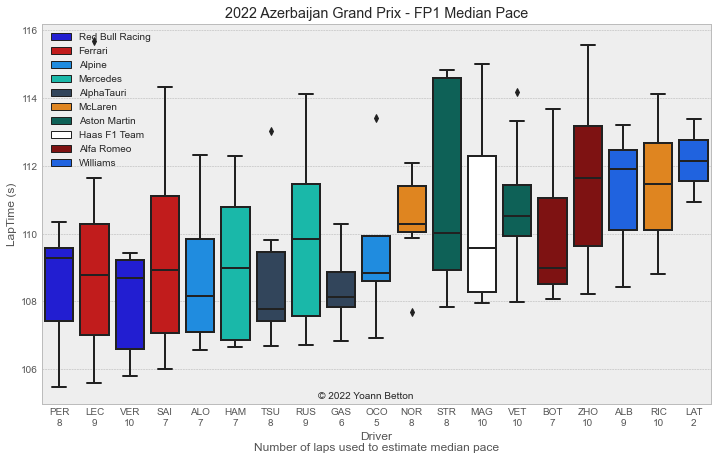 2022 Azerbaijan Grand Prix - FP1 Median Pace
116
114
112
110
108
106
LapTime (s)
Red Bull Racing
Ferrari
Alpine
Mercedes
AlphaTauri
McLaren
Aston Martin
Haas F1 Team
Alfa Romeo
Williams
© 2022 Yoann Betton
PER LEC VER SAI ALO HAM TSU RUS GAS OCO NOR STR MAG VET BOT ZHO ALB RIC LAT
8 9 10 7 7 7 8 9 6 5 8 8 10 10 7 10 9 10 2
Driver
Number of laps used to estimate median pace